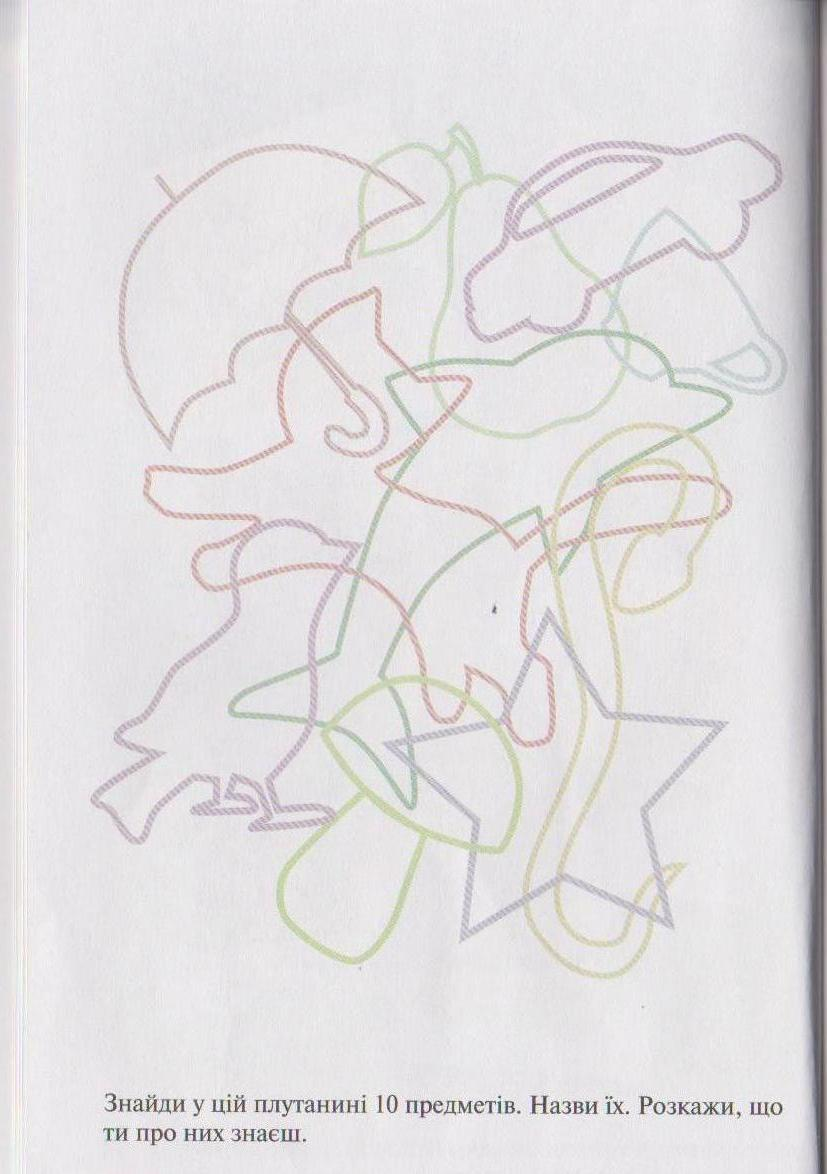 Знайди у цій плутанині 10 предметів. Назви їх. Розкажи, що
ти про них знаєш.